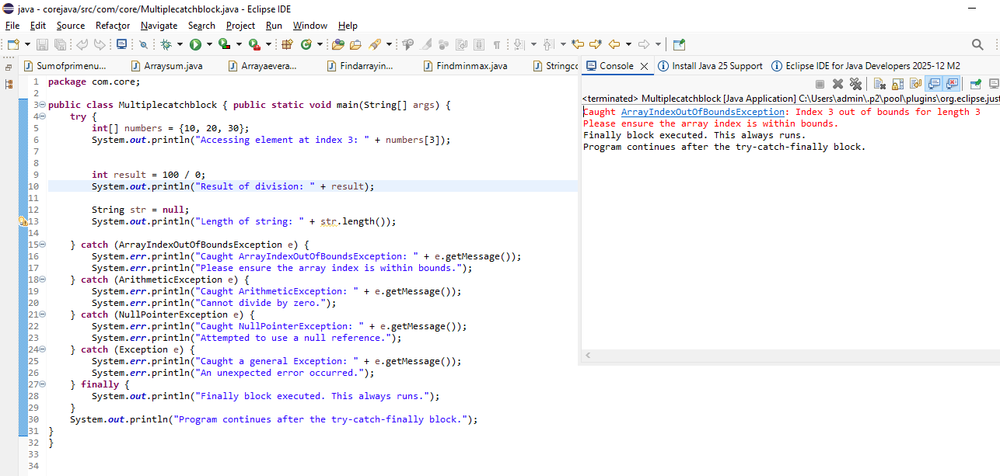 java - corejava/src/com/core/Multiplecatchblock.java - Eclipse IDE
File Edit Source Refactor Navigate Search Project Run Window Help
Sumofprimenu... Arraysum.java Arrayaevera... Findarrayin... Findminmax.java Stringcc
1 package com.core;
2
3 public class Multiplecatchblock { public static void main(String[] args) {
4     try {
5         int[] numbers = {10, 20, 30};
6         System.out.println("Accessing element at index 3: " + numbers[3]);
7
8
9         int result = 100 / 0;
10         System.out.println("Result of division: " + result);
11
12         String str = null;
13         System.out.println("Length of string: " + str.length());
14
15     } catch (ArrayIndexOutOfBoundsException e) {
16         System.err.println("Caught ArrayIndexOutOfBoundsException: " + e.getMessage());
17         System.err.println("Please ensure the array index is within bounds.");
18     } catch (ArithmeticException e) {
19         System.err.println("Caught ArithmeticException: " + e.getMessage());
20         System.err.println("Cannot divide by zero.");
21     } catch (NullPointerException e) {
22         System.err.println("Caught NullPointerException: " + e.getMessage());
23         System.err.println("Attempted to use a null reference.");
24     } catch (Exception e) {
25         System.err.println("Caught a general Exception: " + e.getMessage());
26         System.err.println("An unexpected error occurred.");
27     } finally {
28         System.out.println("Finally block executed. This always runs.");
29     }
30     System.out.println("Program continues after the try-catch-finally block.");
31 }
32 }
33
34
Console Install Java 25 Support Eclipse IDE for Java Developers 2025-12 M2
<terminated> Multiplecatchblock [Java Application] C:\Users\admin\.p2\pool\plugins\org.eclipse.just
Caught ArrayIndexOutOfBoundsException: Index 3 out of bounds for length 3
Please ensure the array index is within bounds.
Finally block executed. This always runs.
Program continues after the try-catch-finally block.